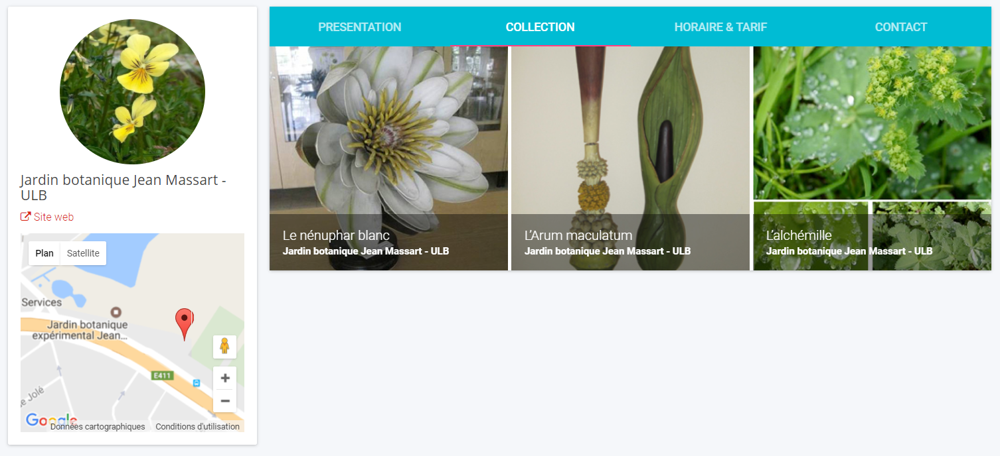 Jardin botanique Jean Massart -
ULB
Site web
Plan
Satellite
Services
Jardin botanique
expérimental Jean...
E411
e Jolé
Google
Données cartographiques
Conditions d'utilisation
PRESENTATION
COLLECTION
HORAIRE & TARIF
CONTACT
Le nénuphar blanc
Jardin botanique Jean Massart - ULB
L’Arum maculatum
Jardin botanique Jean Massart - ULB
L’alchémille
Jardin botanique Jean Massart - ULB